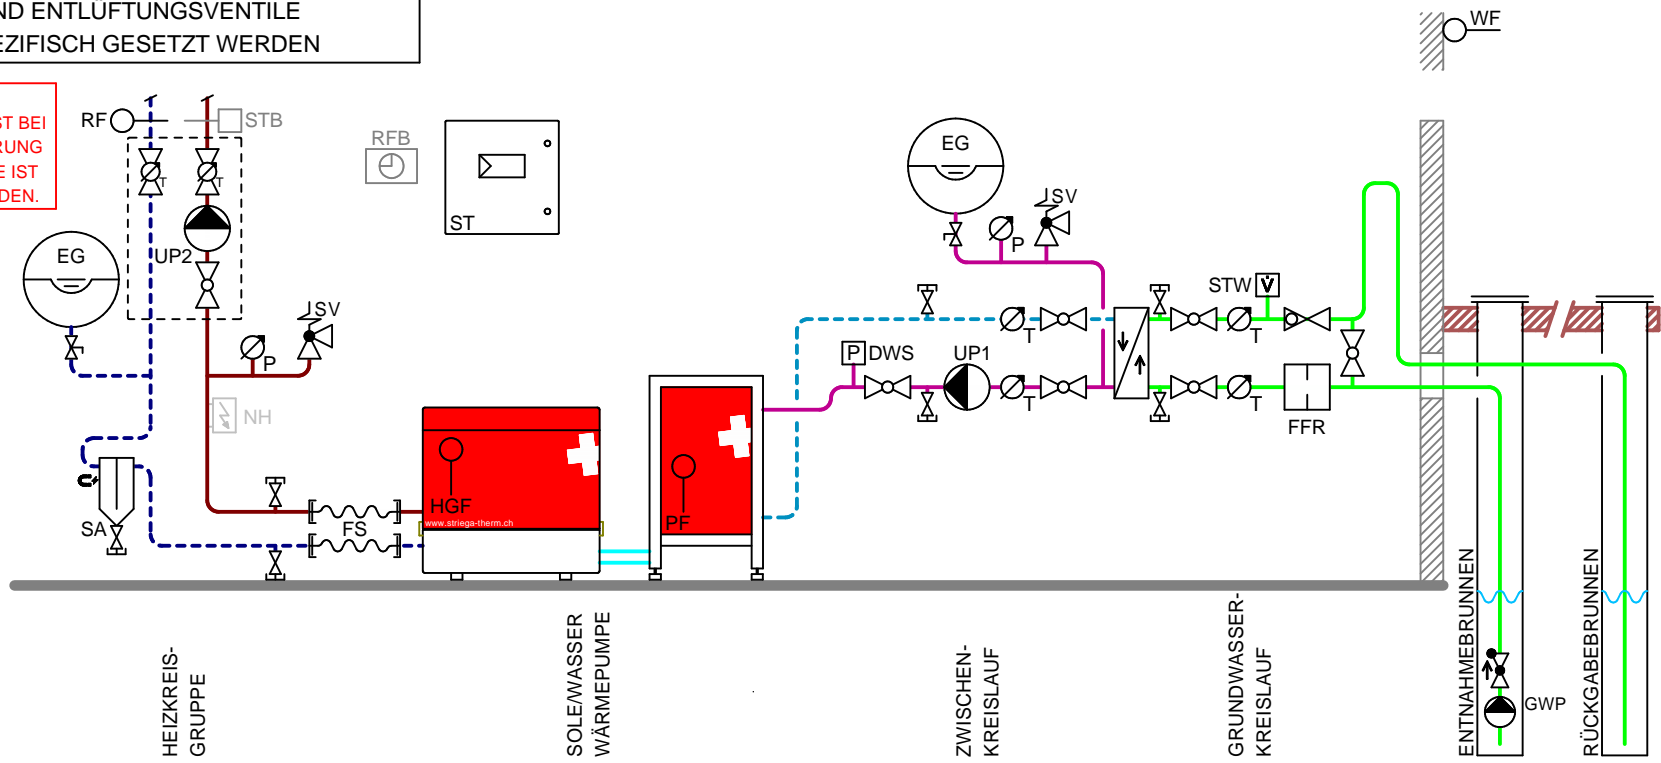 ND ENTLÜFTUNGSVENTILE
EZIFISCH GESETZT WERDEN
WF
ST BEI
RUNG
E IST
DEN.
RF
STB
RFB
ST
EG
SV
P
T
T
UP2
EG
SV
P
NH
STW
V̇
T
T
P
DWS
UP1
T
T
FFR
HGF
www.striega-therm.ch
PF
SA
FS
HEIZKREIS-
GRUPPE
SOLE/WASSER
WÄRMEPUMPE
ZWISCHEN-
KREISLAUF
GRUNDWASSER-
KREISLAUF
ENTNAHMEBRUNNEN
GWP
RÜCKGABEBRUNNEN